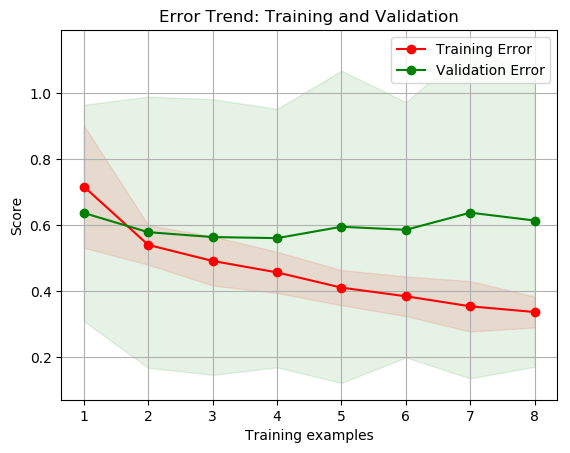 Error Trend: Training and Validation
Training Error
Validation Error
1.0
0.8
0.6
0.4
0.2
Score
1 2 3 4 5 6 7 8
Training examples